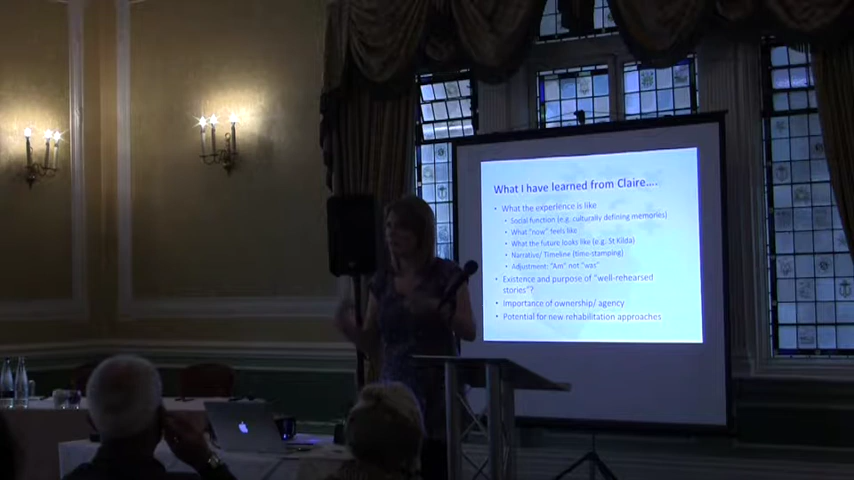 What I have learned from Claire....
• What the experience is like
• Social function (e.g. culturally defining memories)
• What "now" feels like
• What the future looks like (e.g. St Kilda)
• Narrative/ Timeline (time-stamping)
• Adjustment: "Am" not "was"
• Existence and purpose of "well-rehearsed
stories"?
• Importance of ownership/ agency
• Potential for new rehabilitation approaches